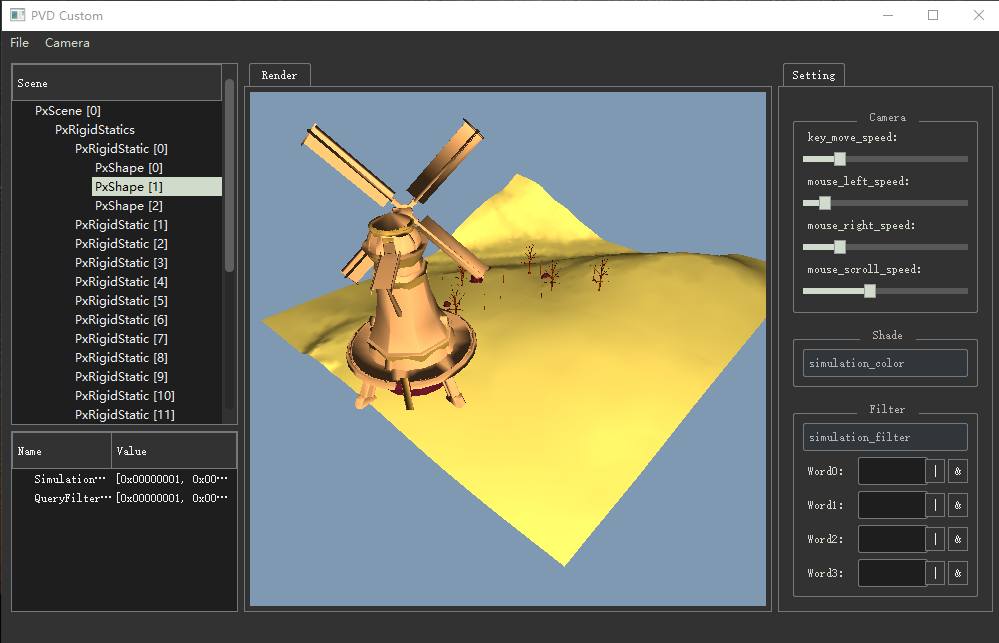 PVD Custom
File Camera
Scene
PxScene [0]
PxRigidStatics
PxRigidStatic [0]
PxShape [0]
PxShape [1]
PxShape [2]
PxRigidStatic [1]
PxRigidStatic [2]
PxRigidStatic [3]
PxRigidStatic [4]
PxRigidStatic [5]
PxRigidStatic [6]
PxRigidStatic [7]
PxRigidStatic [8]
PxRigidStatic [9]
PxRigidStatic [10]
PxRigidStatic [11]
Name Value
Simulation… [0x00000001, 0x00…
QueryFilter… [0x00000001, 0x00…
Render
Setting
Camera
key_move_speed:
mouse_left_speed:
mouse_right_speed:
mouse_scroll_speed:
Shade
simulation_color
Filter
simulation_filter
Word0: | &
Word1: | &
Word2: | &
Word3: | &